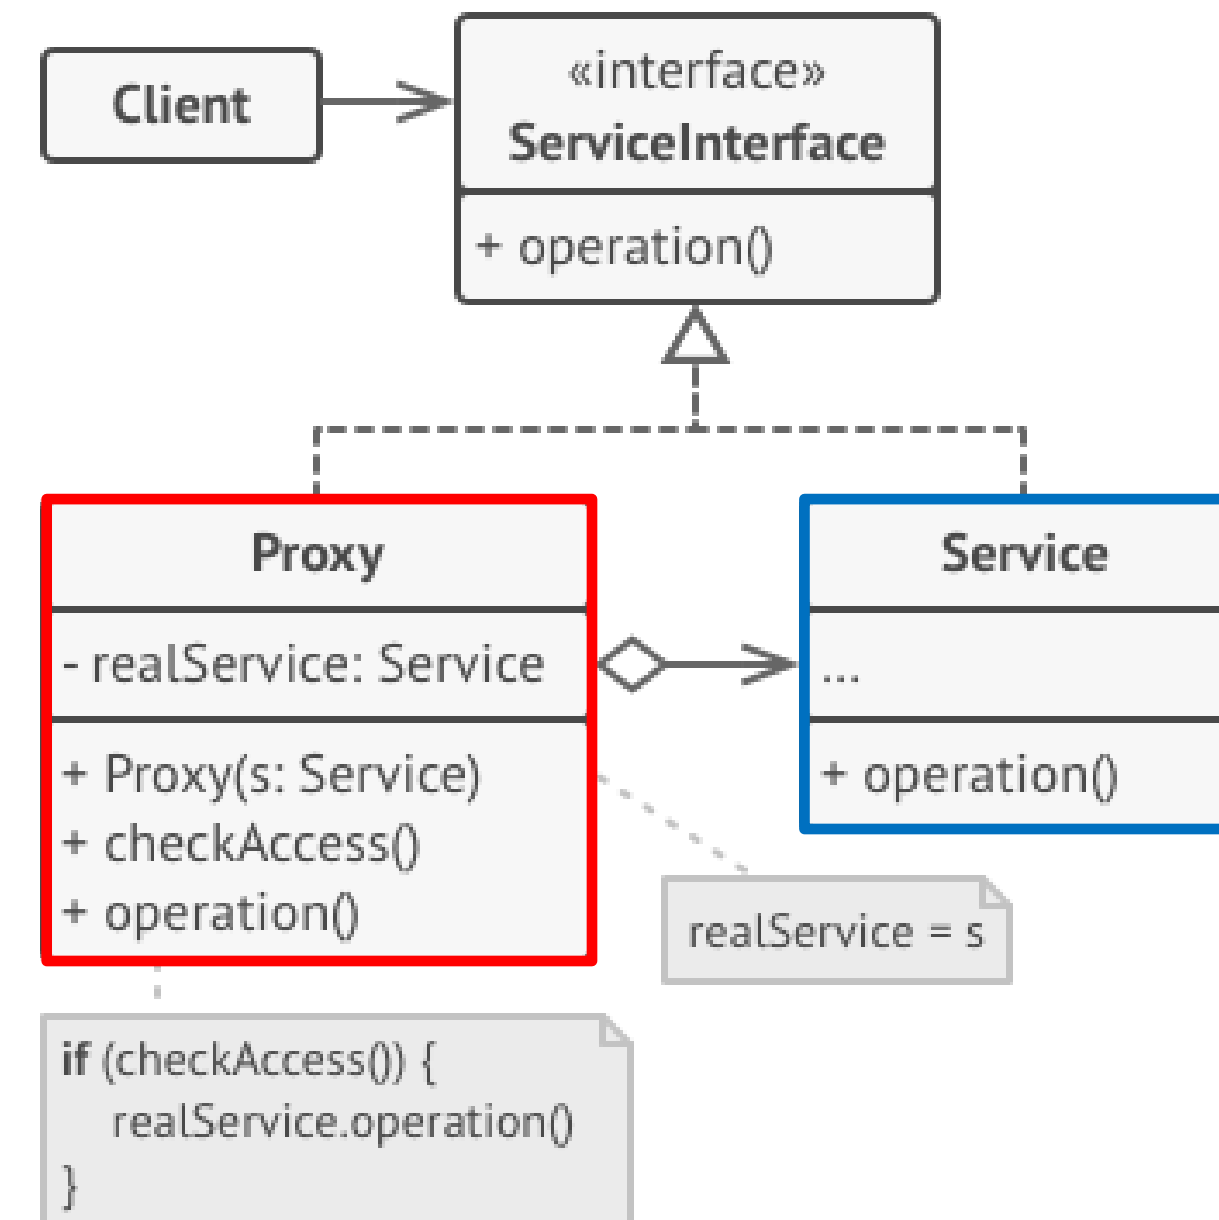 Client
«interface»
ServiceInterface
+ operation()
Proxy
- realService: Service
+ Proxy(s: Service)
+ checkAccess()
+ operation()
Service
...
+ operation()
realService = s
if (checkAccess()) {
realService.operation()
}